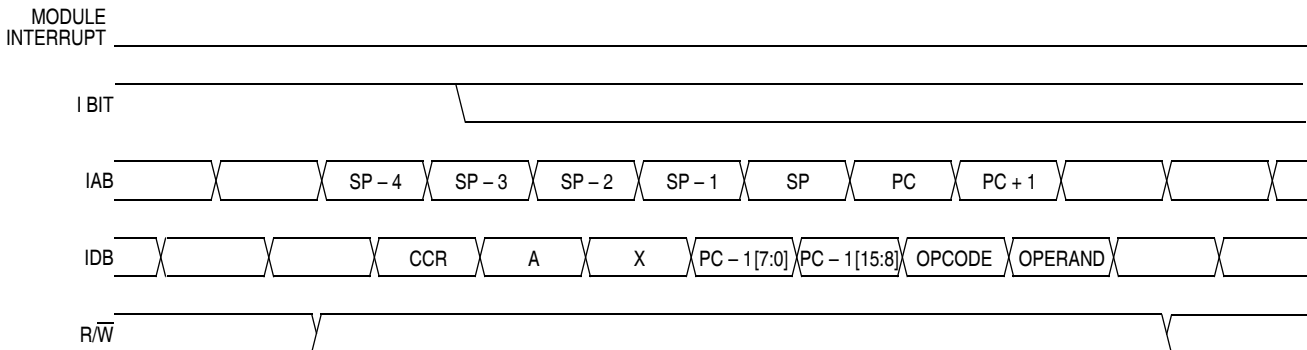 MODULE
INTERRUPT
I BIT
IAB SP – 4 SP – 3 SP – 2 SP – 1 SP PC PC + 1
IDB CCR A X PC – 1 [7:0] PC – 1 [15:8] OPCODE OPERAND
R/W̅